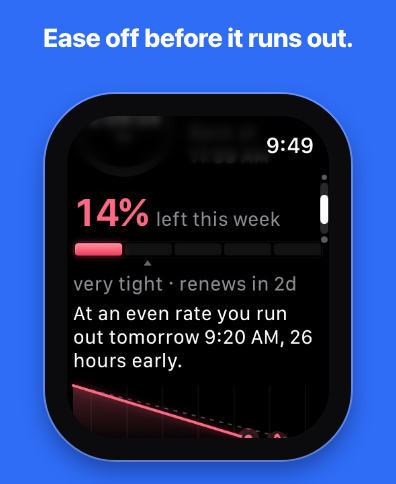 Ease off before it runs out.
9:49
14% left this week
very tight · renews in 2d
At an even rate you run
out tomorrow 9:20 AM, 26
hours early.